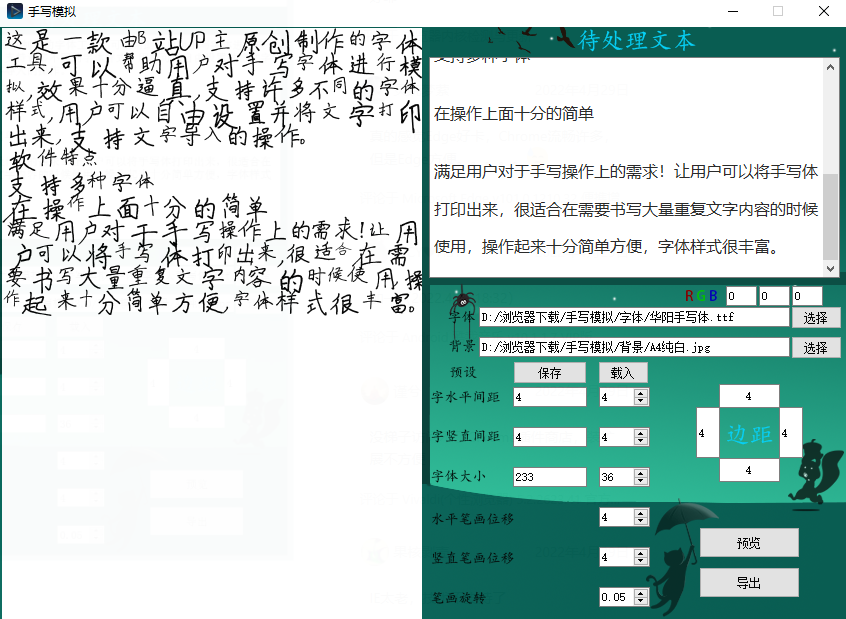 手写模拟
这是一款由B站UP主原创制作的字体
工具,可以帮助用户对手写字体进行模
拟,效果十分逼真,支持许多不同的字体
样式,用户可以自由设置并将文字打印
出来,支持文字导入的操作。
软件特点
支持多种字体
在操作上面十分的简单
满足用户对于手写操作上的需求!让用
户可以将手写体打印出来,很适合在需
要书写大量重复文字内容的时候使用操
作起来十分简单方便,字体样式很丰富。
待处理文本
支持多种字体
在操作上面十分的简单
满足用户对于手写操作上的需求！让用户可以将手写体
打印出来，很适合在需要书写大量重复文字内容的时候
使用，操作起来十分简单方便，字体样式很丰富。
RGB 0 0 0
字体 D:/浏览器下载/手写模拟/字体/华阳手写体.ttf 选择
背景 D:/浏览器下载/手写模拟/背景/A4纯白.jpg 选择
预设 保存 载入
字水平间距 4 4
字竖直间距 4 4
字体大小 233 36
水平笔画位移 4
竖直笔画位移 4
笔画旋转 0.05
4
4 边距 4
4
预览
导出